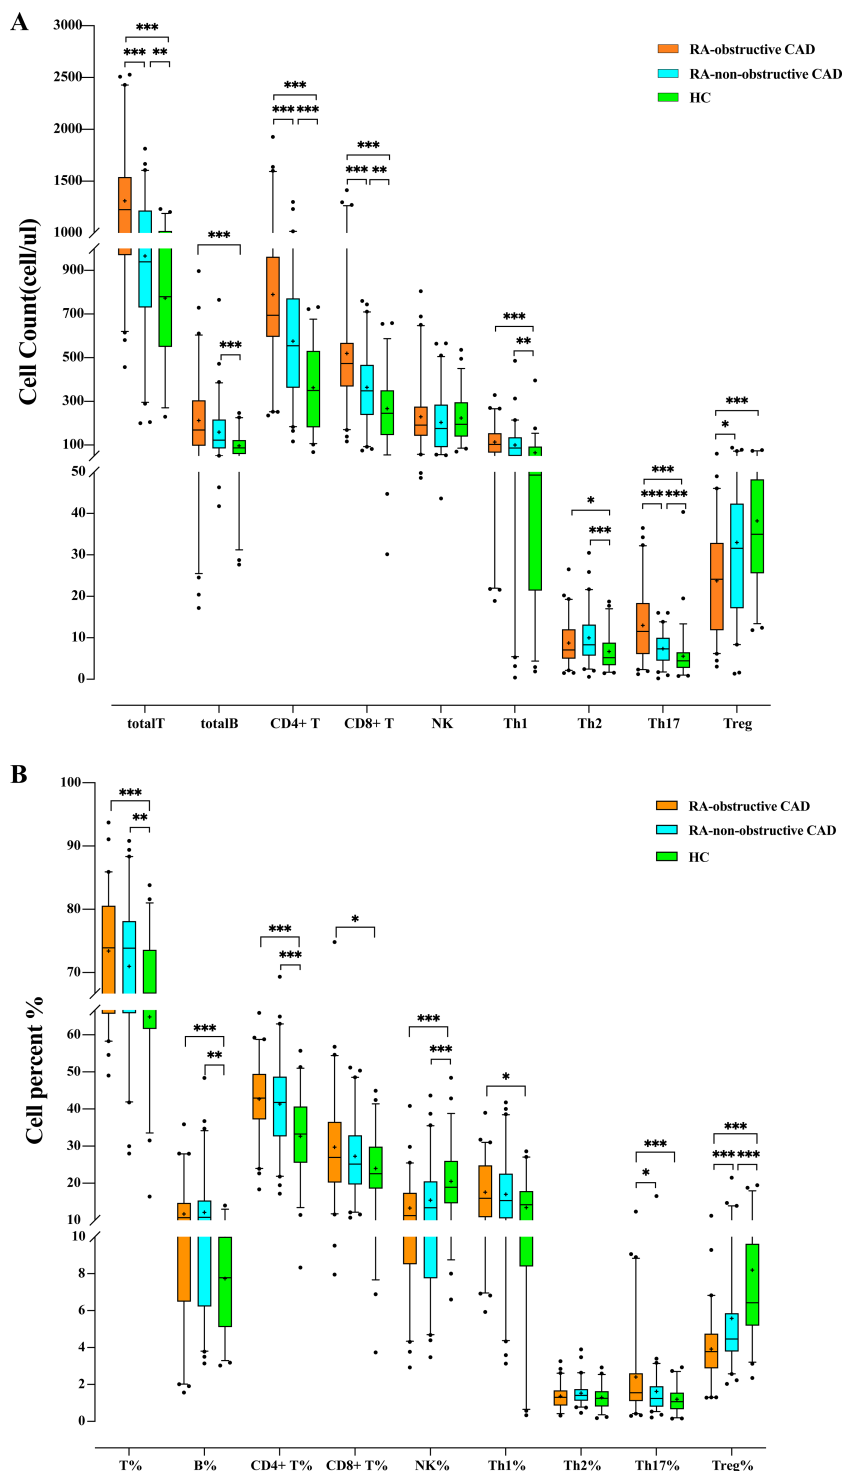 A
Cell Count(cell/ul)
3000
2500
2000
1500
1000
900
700
500
300
100
50
40
30
20
10
0
*** *** **
*** ***
*** *** ***
*** *** **
*** **
* ***
*** *** ***
*** *
RA-obstructive CAD
RA-non-obstructive CAD
HC
totalT totalB CD4+ T CD8+ T NK Th1 Th2 Th17 Treg
B
Cell percent %
100
90
80
70
60
50
40
30
20
10
10
8
6
4
2
0
*** **
*** **
*** ***
*
*** ***
*
*** *
*** *** ***
RA-obstructive CAD
RA-non-obstructive CAD
HC
T% B% CD4+ T% CD8+ T% NK% Th1% Th2% Th17% Treg%